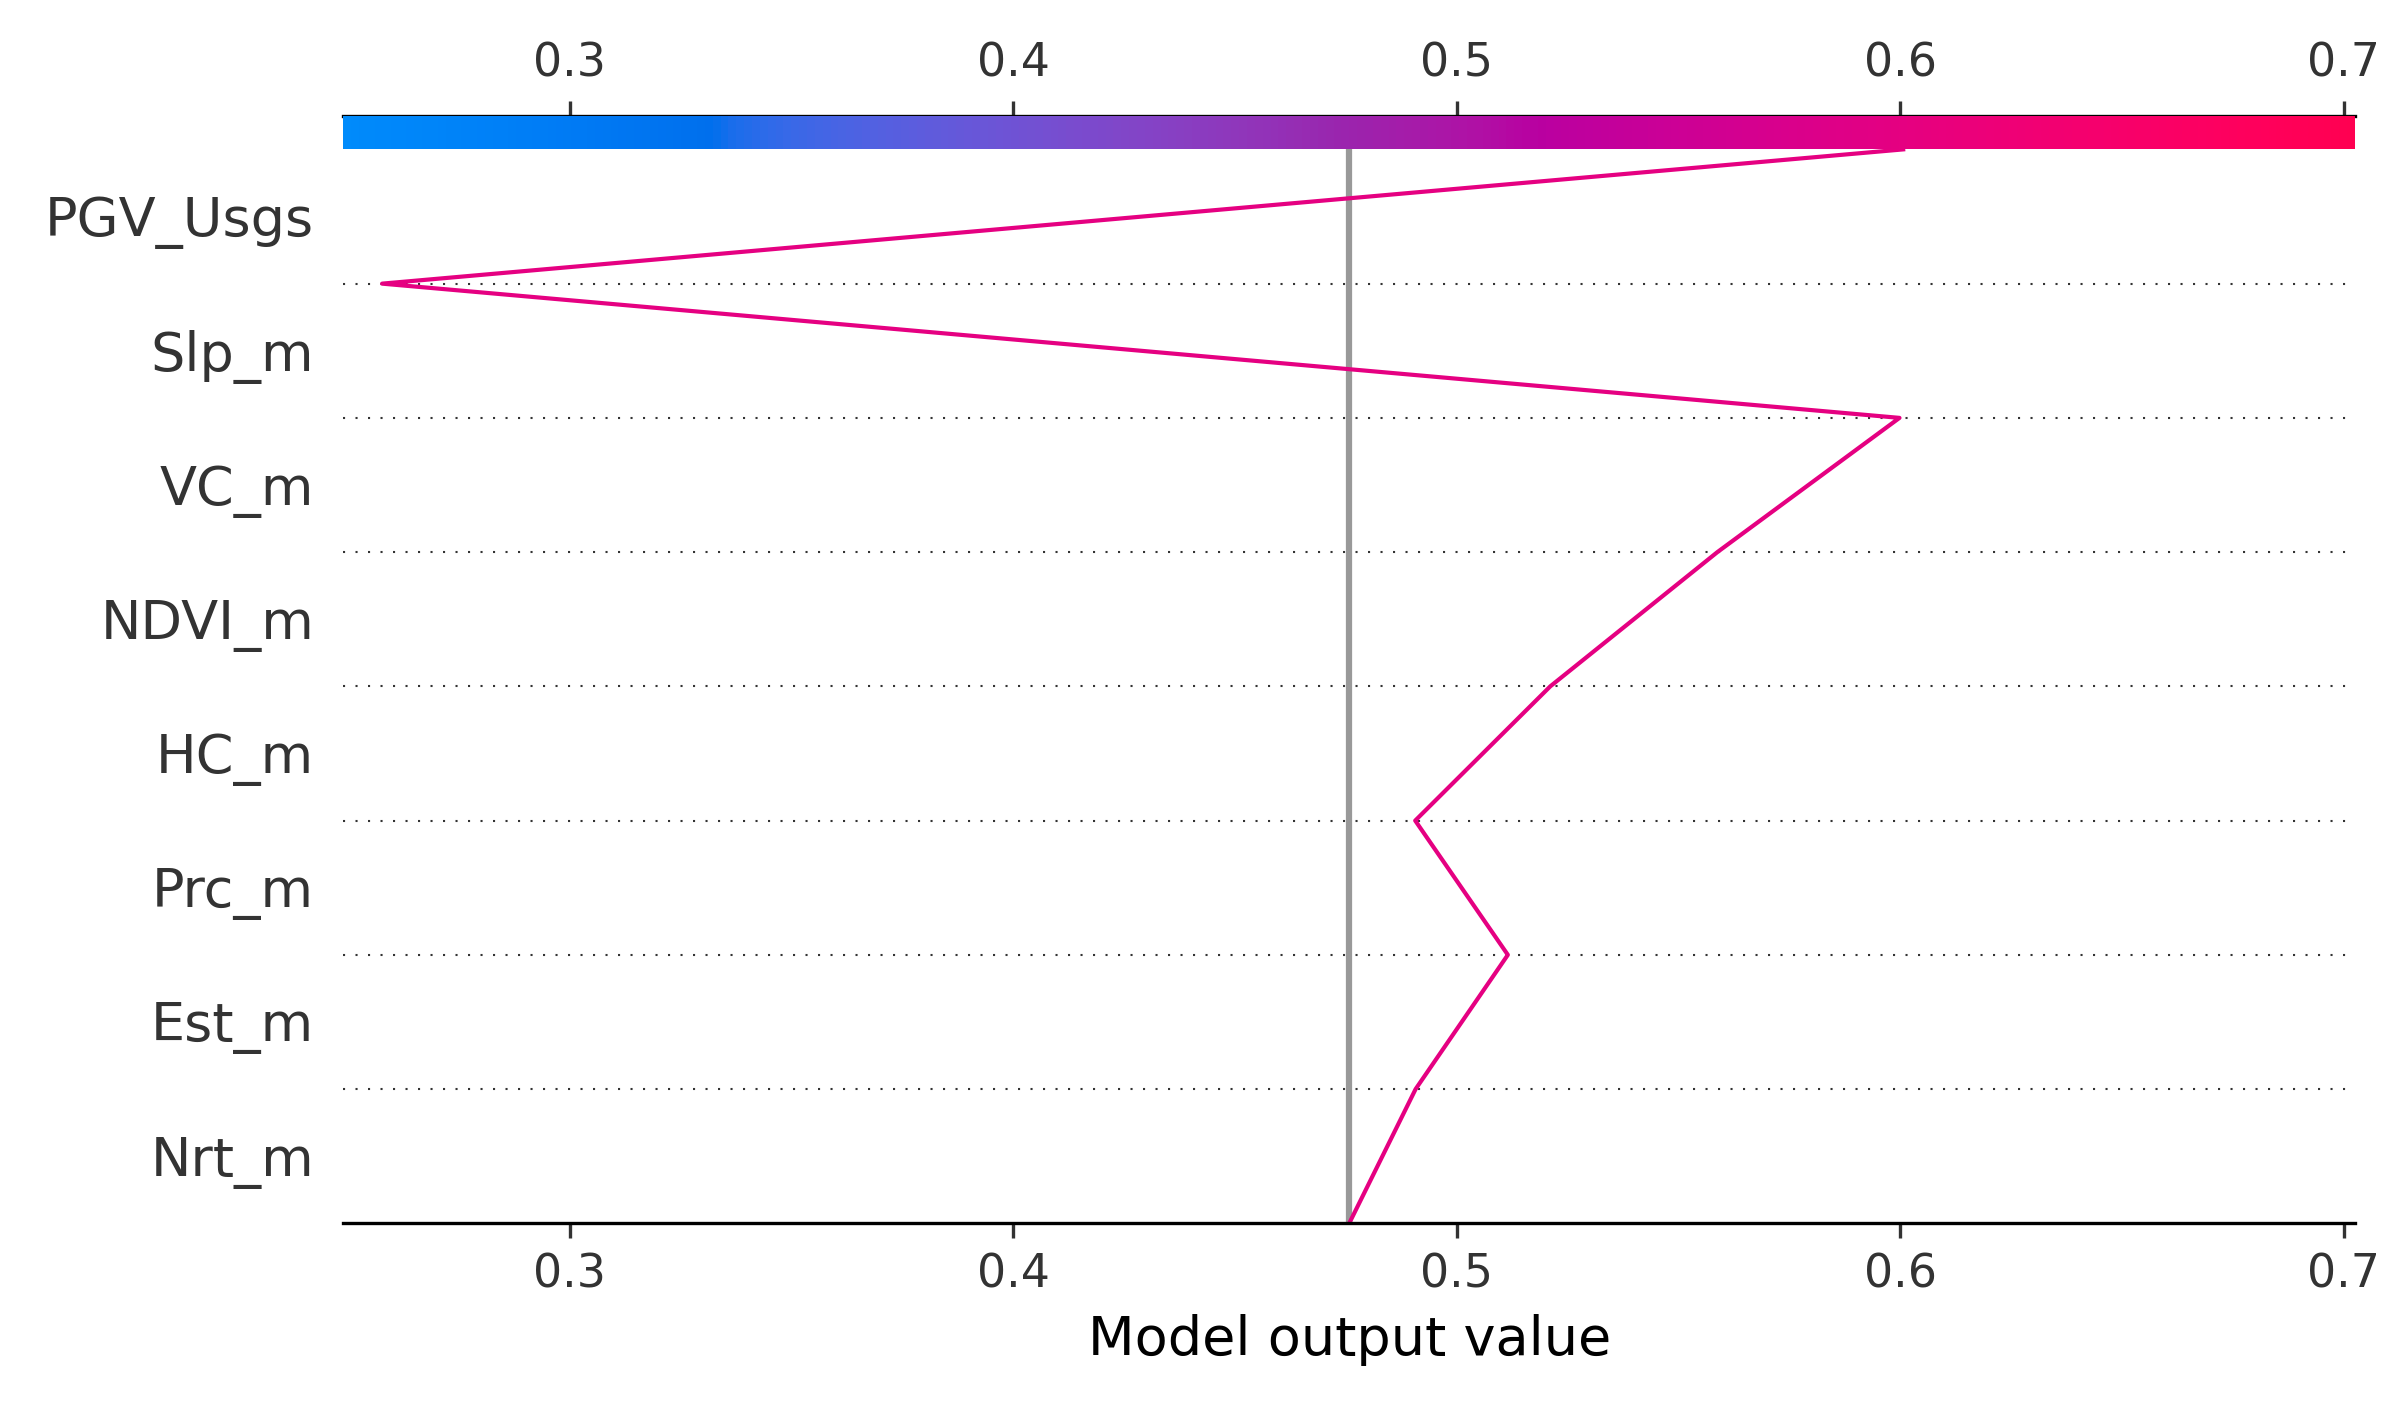 0.3 0.4 0.5 0.6 0.7
PGV_Usgs
Slp_m
VC_m
NDVI_m
HC_m
Prc_m
Est_m
Nrt_m
0.3 0.4 0.5 0.6 0.7
Model output value